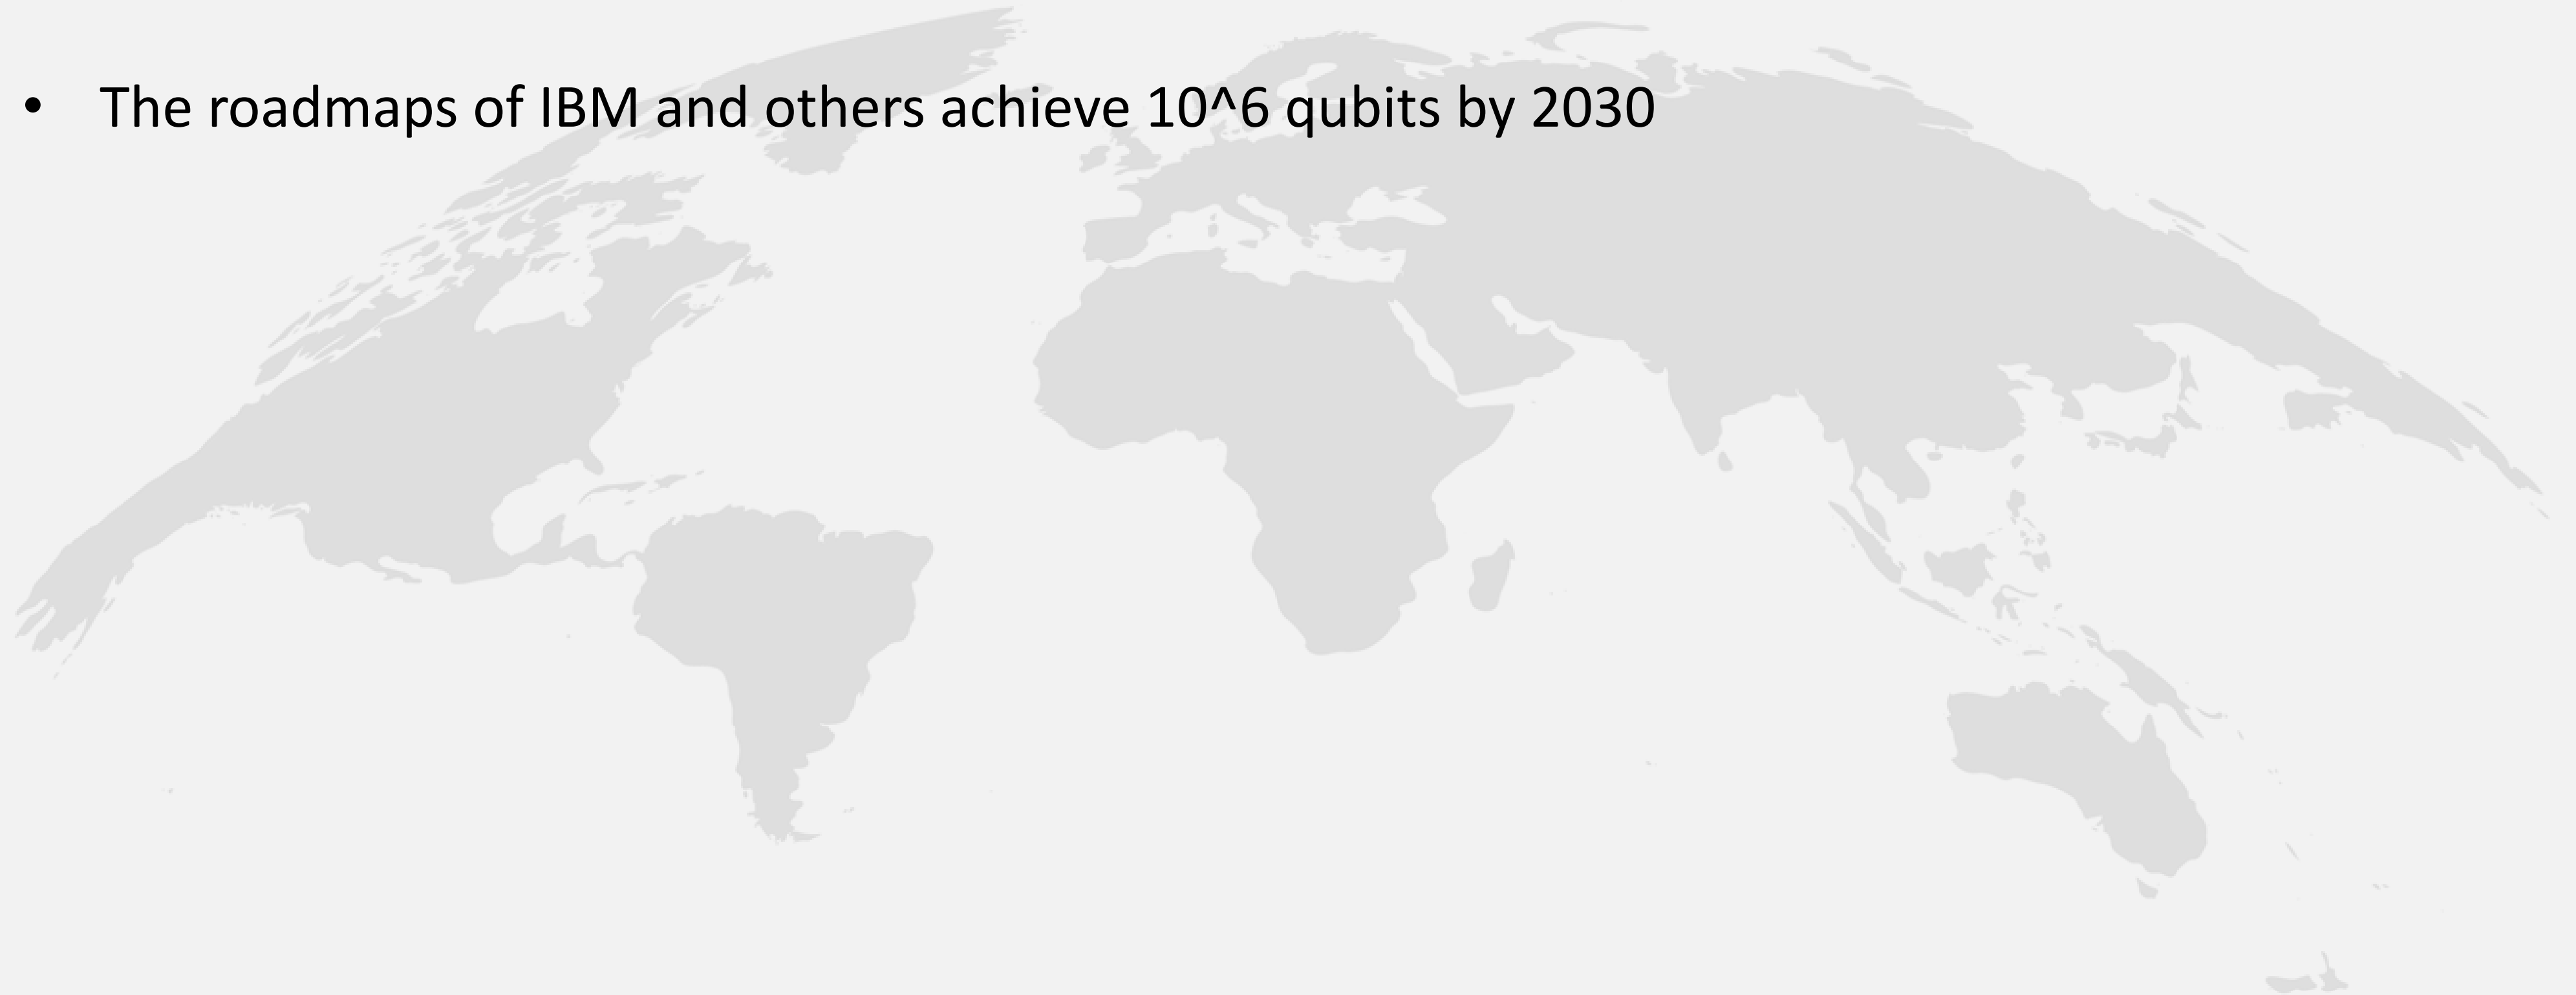 • The roadmaps of IBM and others achieve 10^6 qubits by 2030